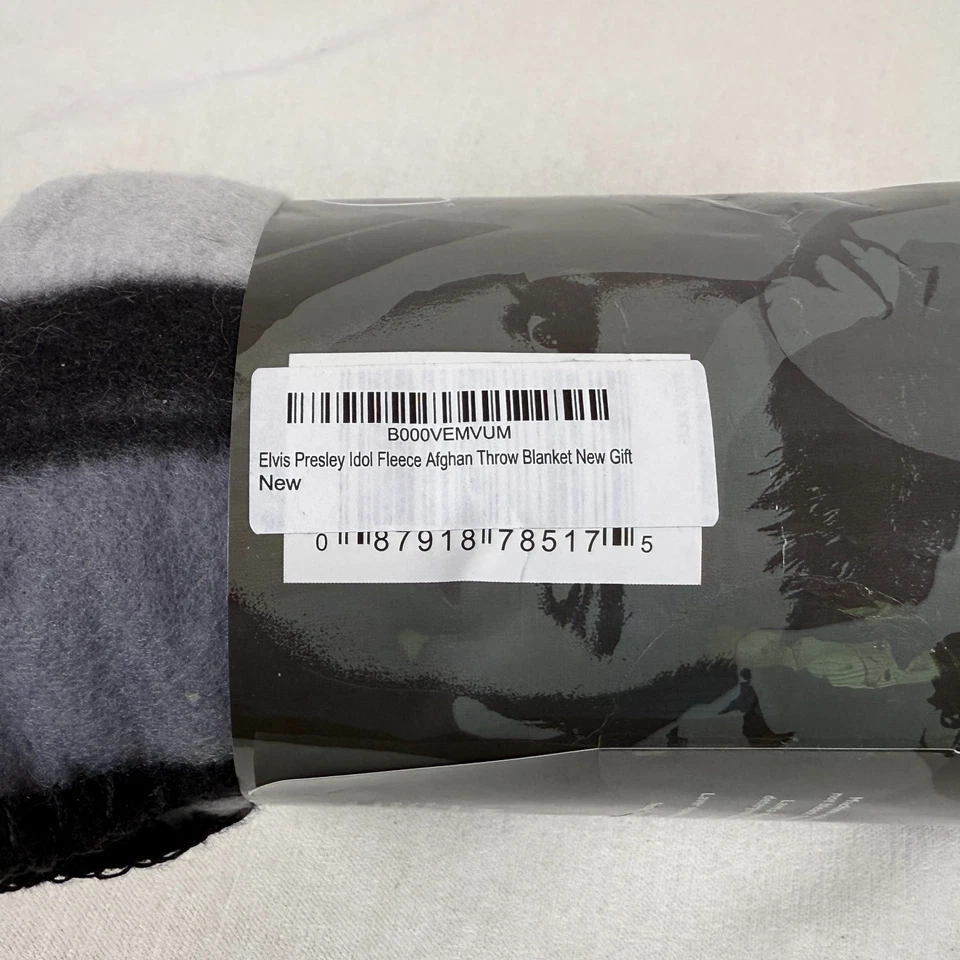 B000VEMVUM
Elvis Presley Idol Fleece Afghan Throw Blanket New Gift
New
0 87918 78517 5